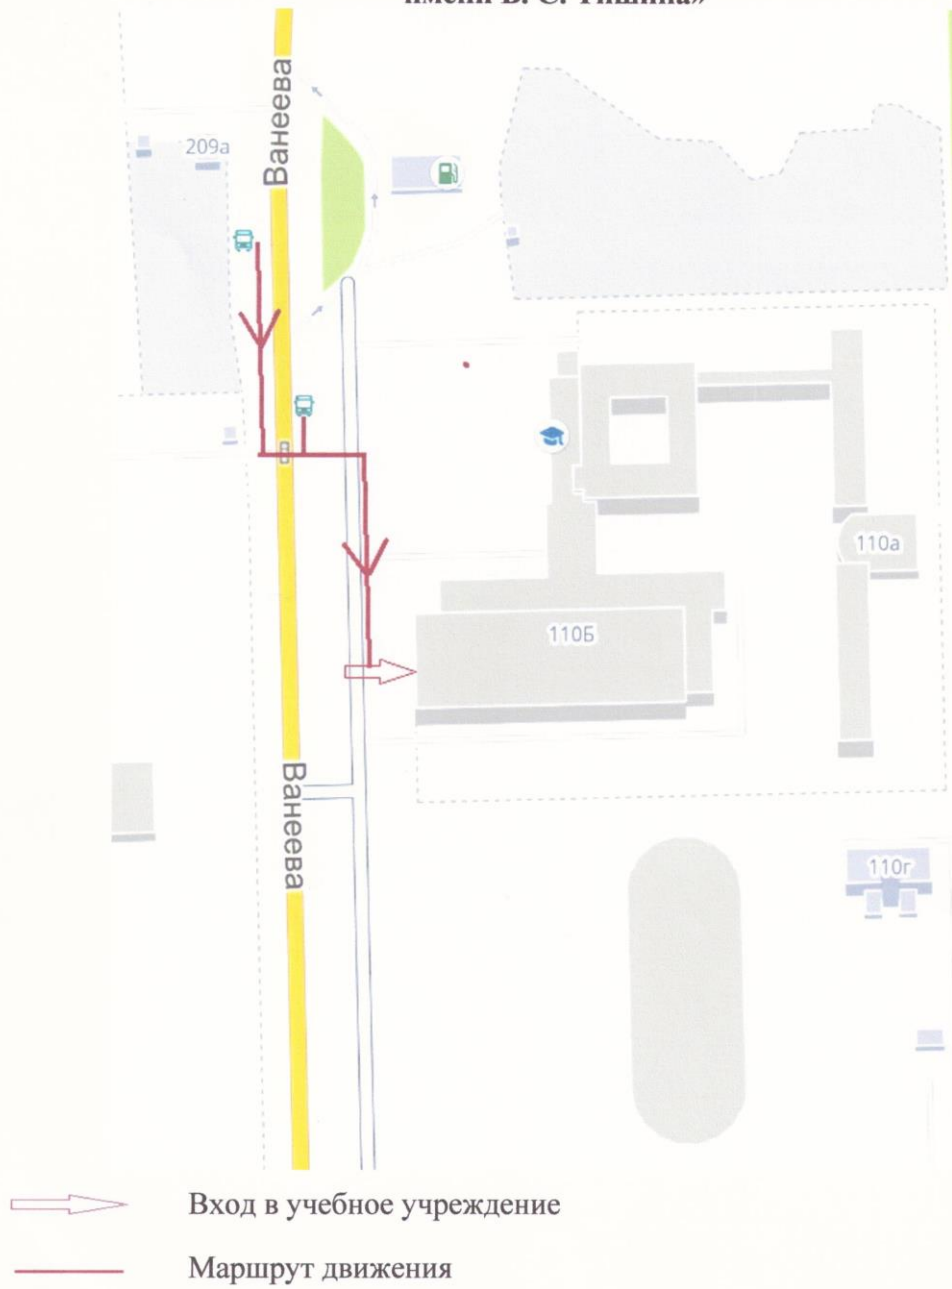 Ванеева
209а
110а
110Б
Ванеева
110г
Вход в учебное учреждение
Маршрут движения